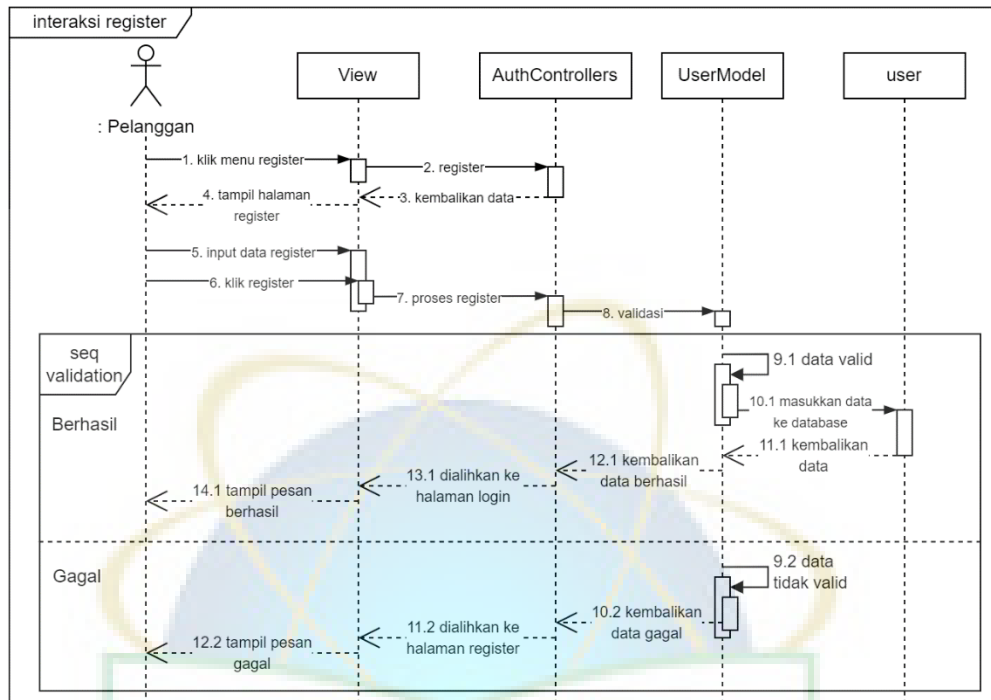 interaksi register
View
AuthControllers
UserModel
user
: Pelanggan
1. klik menu register
2. register
3. kembalikan data
4. tampil halaman
register
5. input data register
6. klik register
7. proses register
8. validasi
seq
validation
Berhasil
9.1 data valid
10.1 masukkan data
ke database
11.1 kembalikan
data
12.1 kembalikan
data berhasil
13.1 dialihkan ke
halaman login
14.1 tampil pesan
berhasil
Gagal
9.2 data
tidak valid
10.2 kembalikan
data gagal
11.2 dialihkan ke
halaman register
12.2 tampil pesan
gagal